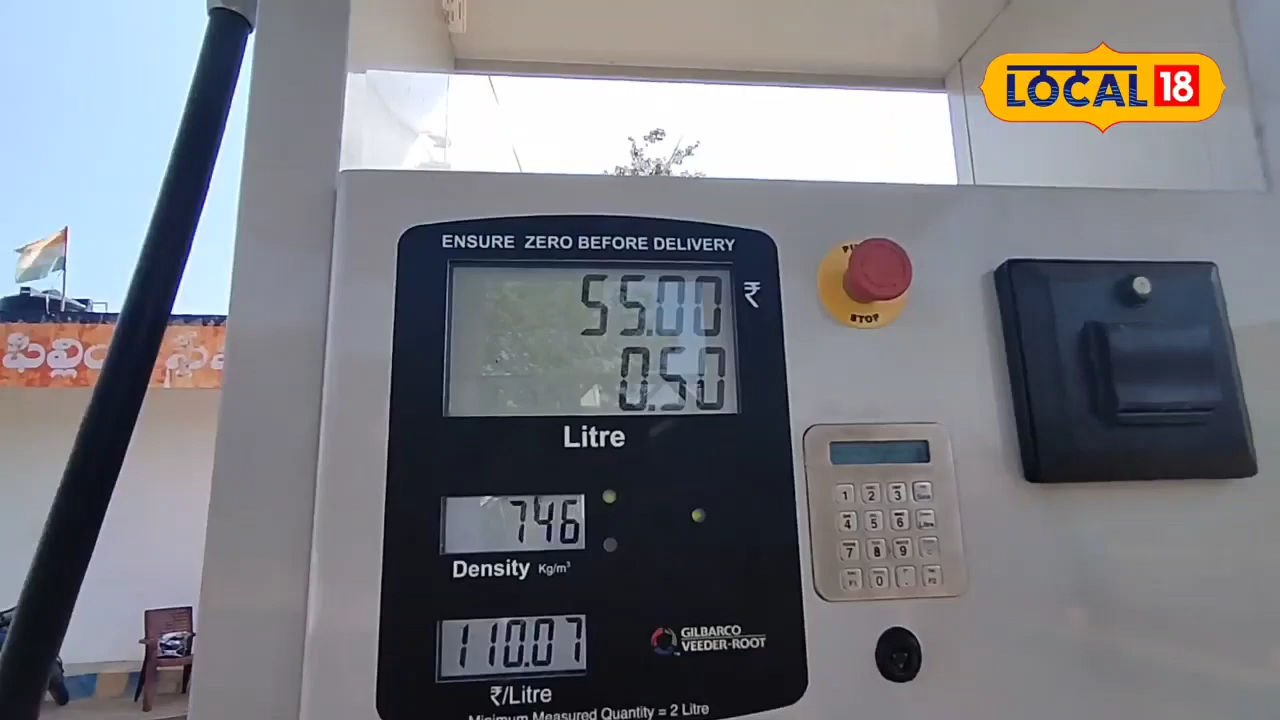 LOCAL 18
ENSURE ZERO BEFORE DELIVERY
55.00 ₹
0.50
Litre
746
Density Kg/m³
110.07
₹/Litre
Minimum Measured Quantity = 2 Litre
GILBARCO
VEEDER-ROOT
STOP
1 2 3
4 5 6
7 8 9
0
ఫిల్లింగ్